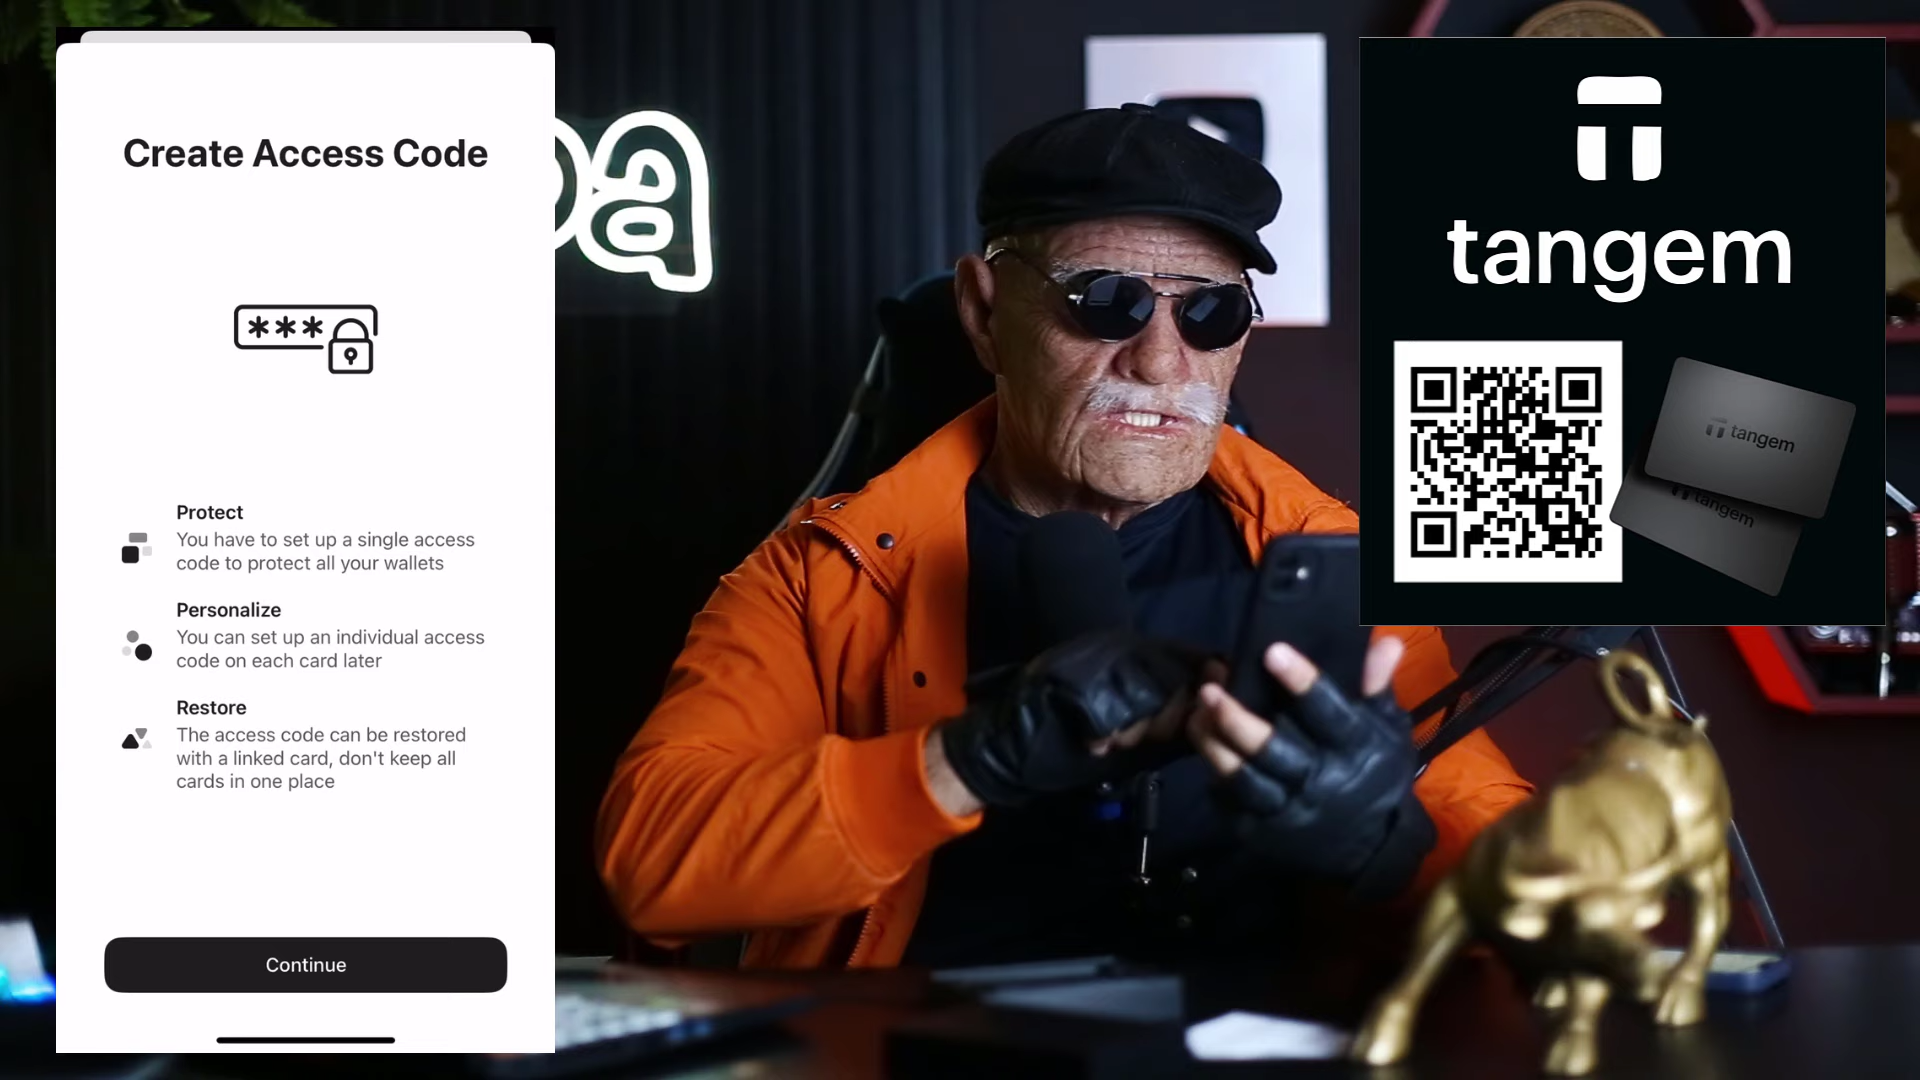 Create Access Code
***
Protect
You have to set up a single access
code to protect all your wallets
Personalize
You can set up an individual access
code on each card later
Restore
The access code can be restored
with a linked card, don't keep all
cards in one place
Continue
a
tangem
tangem
tangem